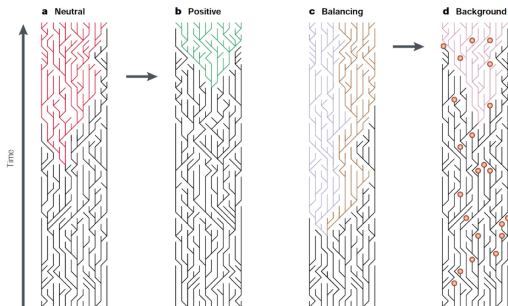 a Neutral
b Positive
c Balancing
d Background
Time